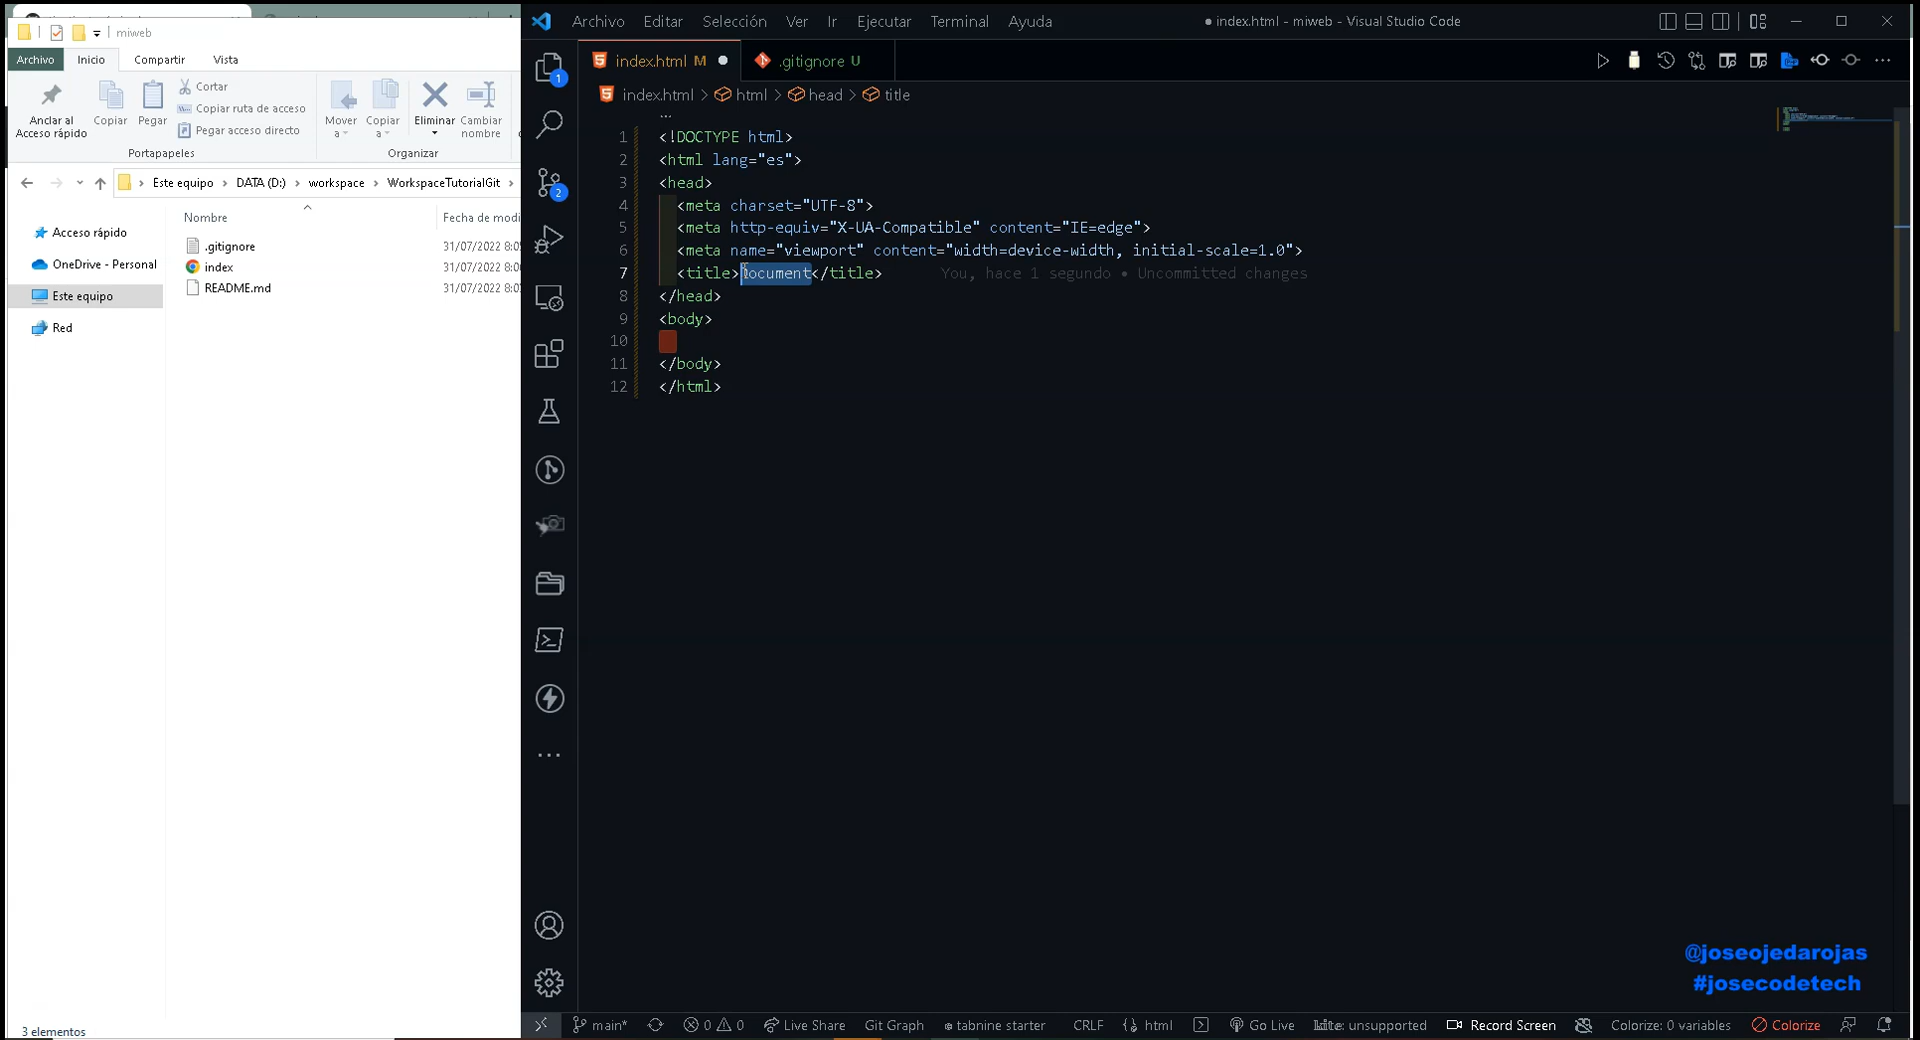 miweb
Archivo Inicio Compartir Vista
Anclar al Acceso rápido
Copiar
Pegar
Cortar
Copiar ruta de acceso
Pegar acceso directo
Portapapeles
Mover a
Copiar a
Eliminar
Cambiar nombre
Organizar
Este equipo > DATA (D:) > workspace > WorkspaceTutorialGit >
Nombre
Acceso rápido
OneDrive - Personal
Este equipo
Red
.gitignore 31/07/2022
index 31/07/2022
README.md 31/07/2022
3 elementos
Archivo Editar Selección Ver Ir Ejecutar Terminal Ayuda
● index.html - miweb - Visual Studio Code
index.html M ●
.gitignore U
index.html > html > head > title
1
2
...
1 <!DOCTYPE html>
2 <html lang="es">
3 <head>
4 <meta charset="UTF-8">
5 <meta http-equiv="X-UA-Compatible" content="IE=edge">
6 <meta name="viewport" content="width=device-width, initial-scale=1.0">
7 <title>Document</title> You, hace 1 segundo • Uncommitted changes
8 </head>
9 <body>
10
11 </body>
12 </html>
@joseojedarojas
#josecodetech
main* 0 0 Live Share Git Graph tabnine starter CRLF html Go Live kite: unsupported Record Screen Colorize: 0 variables Colorize